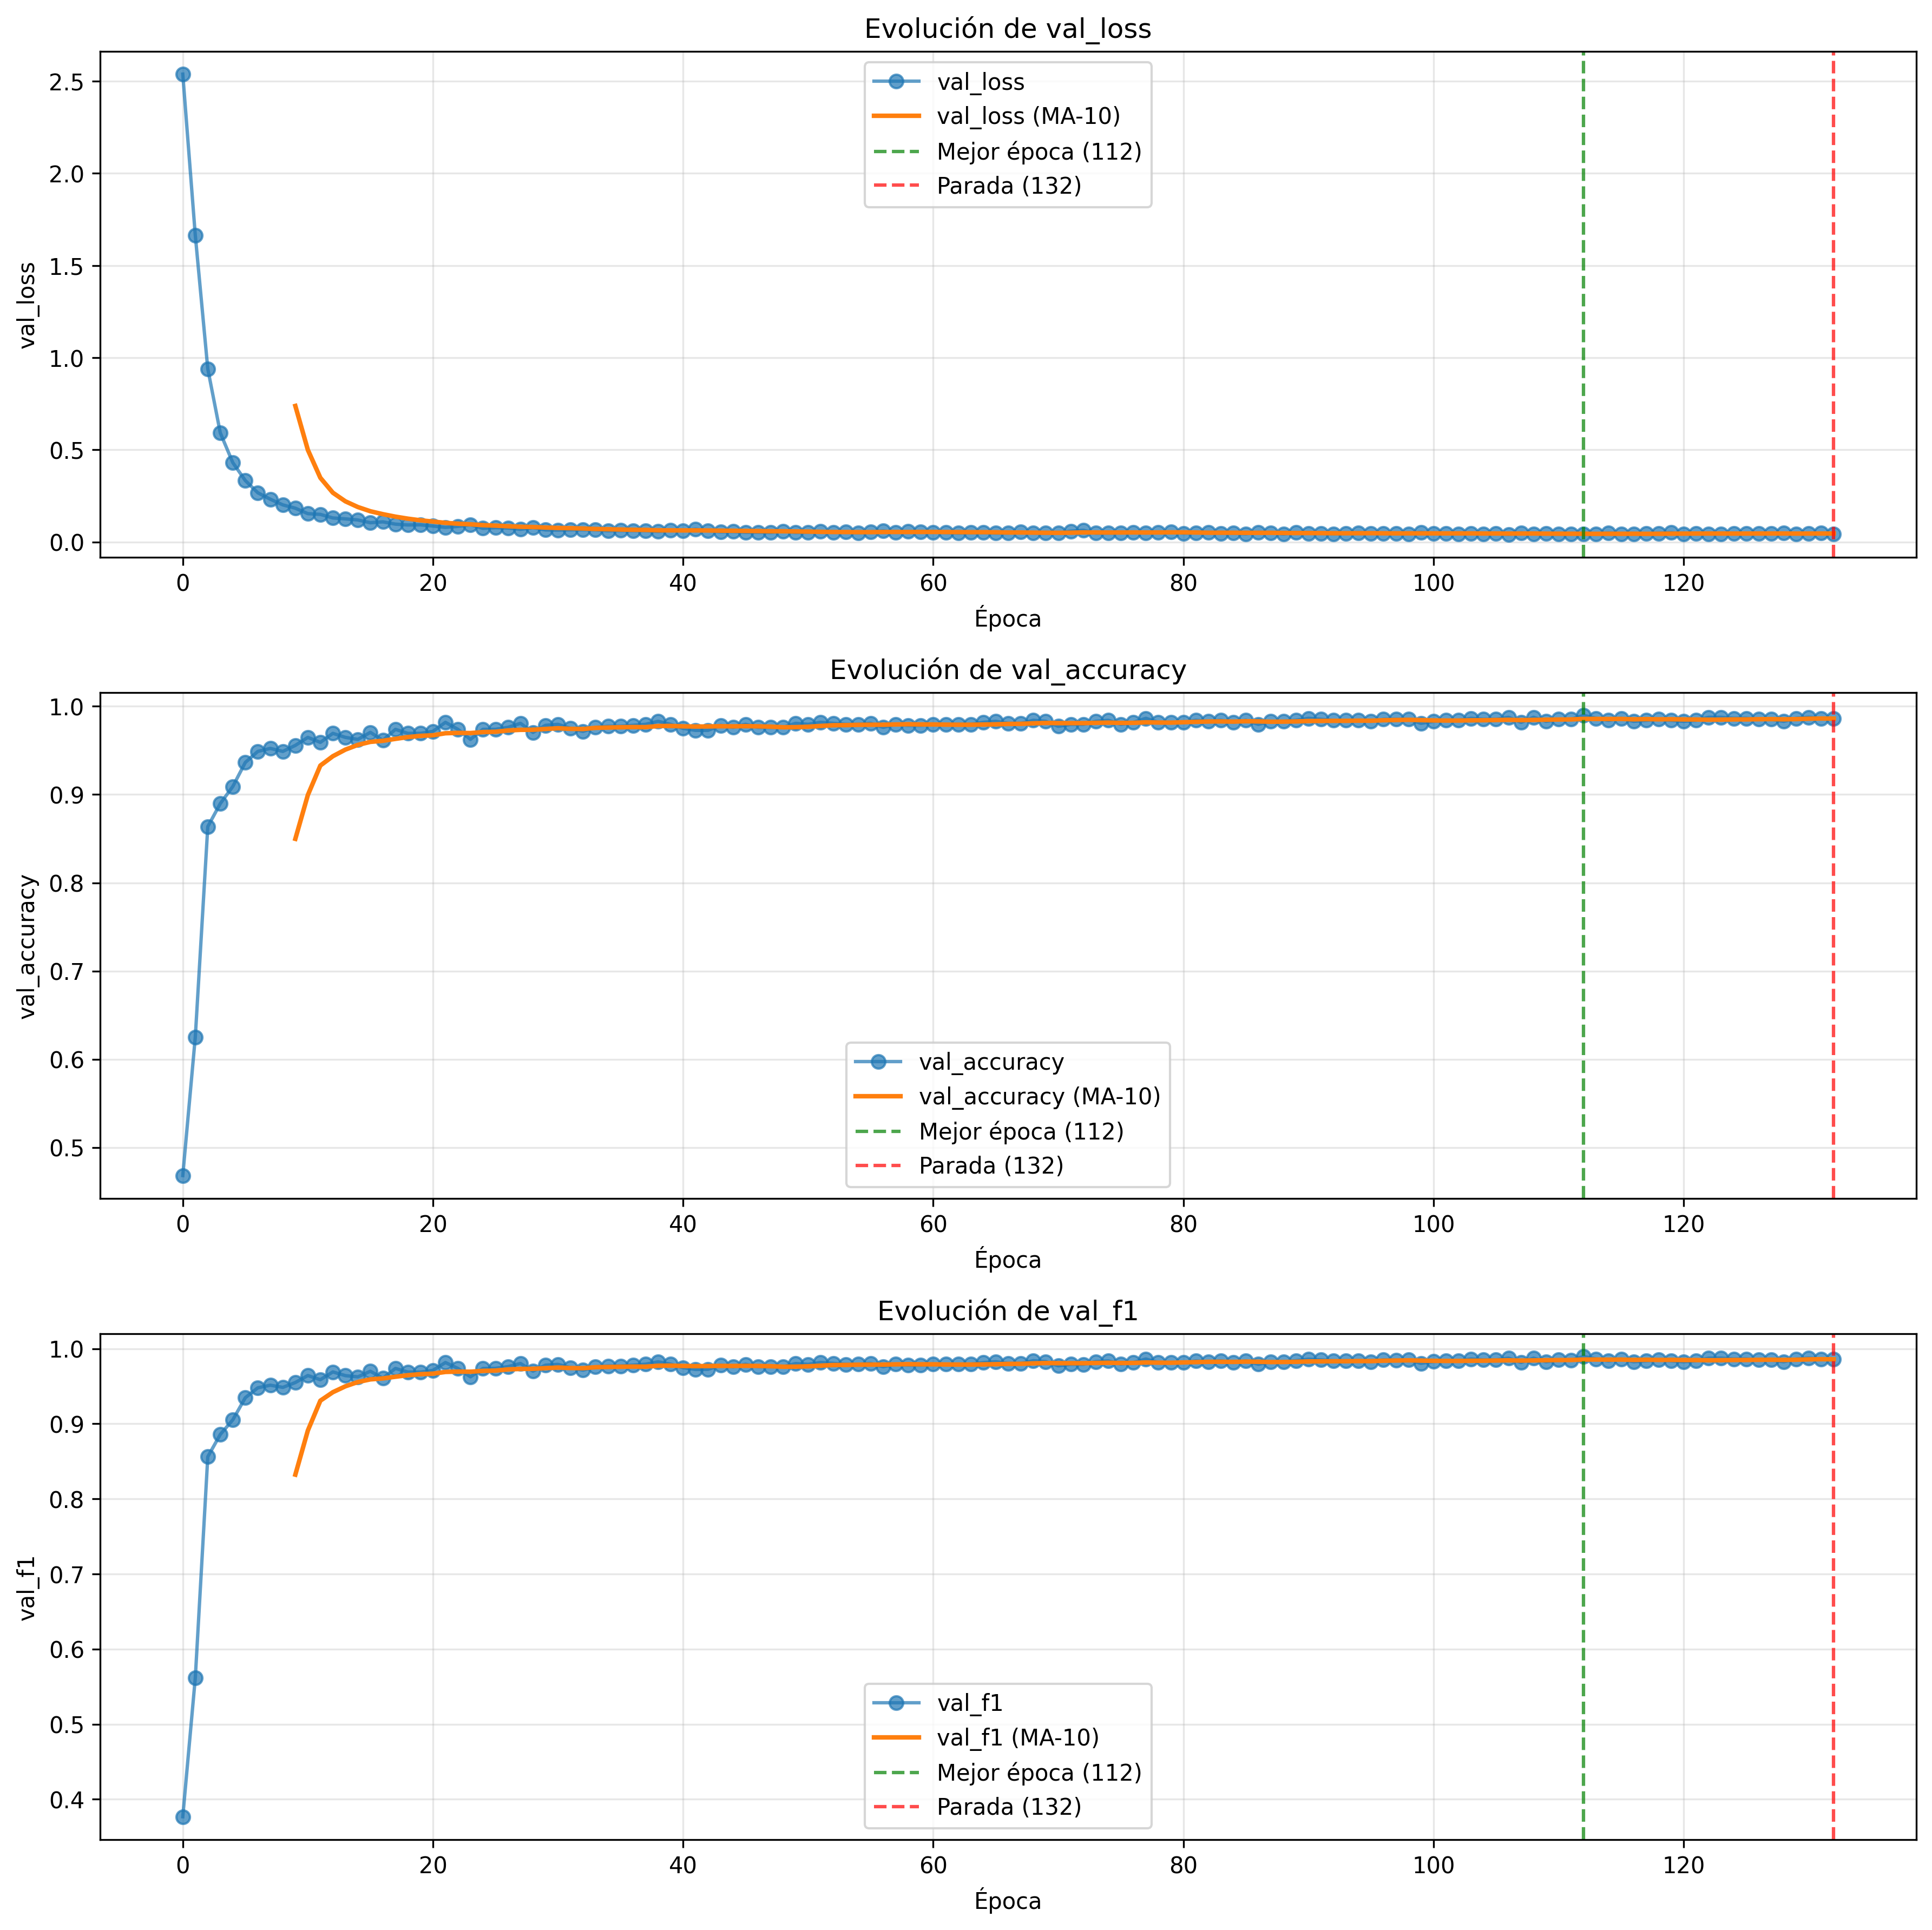 Evolución de val_loss
2.5
2.0
1.5
1.0
0.5
0.0
val_loss
val_loss
val_loss (MA-10)
Mejor época (112)
Parada (132)
0 20 40 60 80 100 120
Época
Evolución de val_accuracy
1.0
0.9
0.8
0.7
0.6
0.5
val_accuracy
val_accuracy
val_accuracy (MA-10)
Mejor época (112)
Parada (132)
0 20 40 60 80 100 120
Época
Evolución de val_f1
1.0
0.9
0.8
0.7
0.6
0.5
0.4
val_f1
val_f1
val_f1 (MA-10)
Mejor época (112)
Parada (132)
0 20 40 60 80 100 120
Época